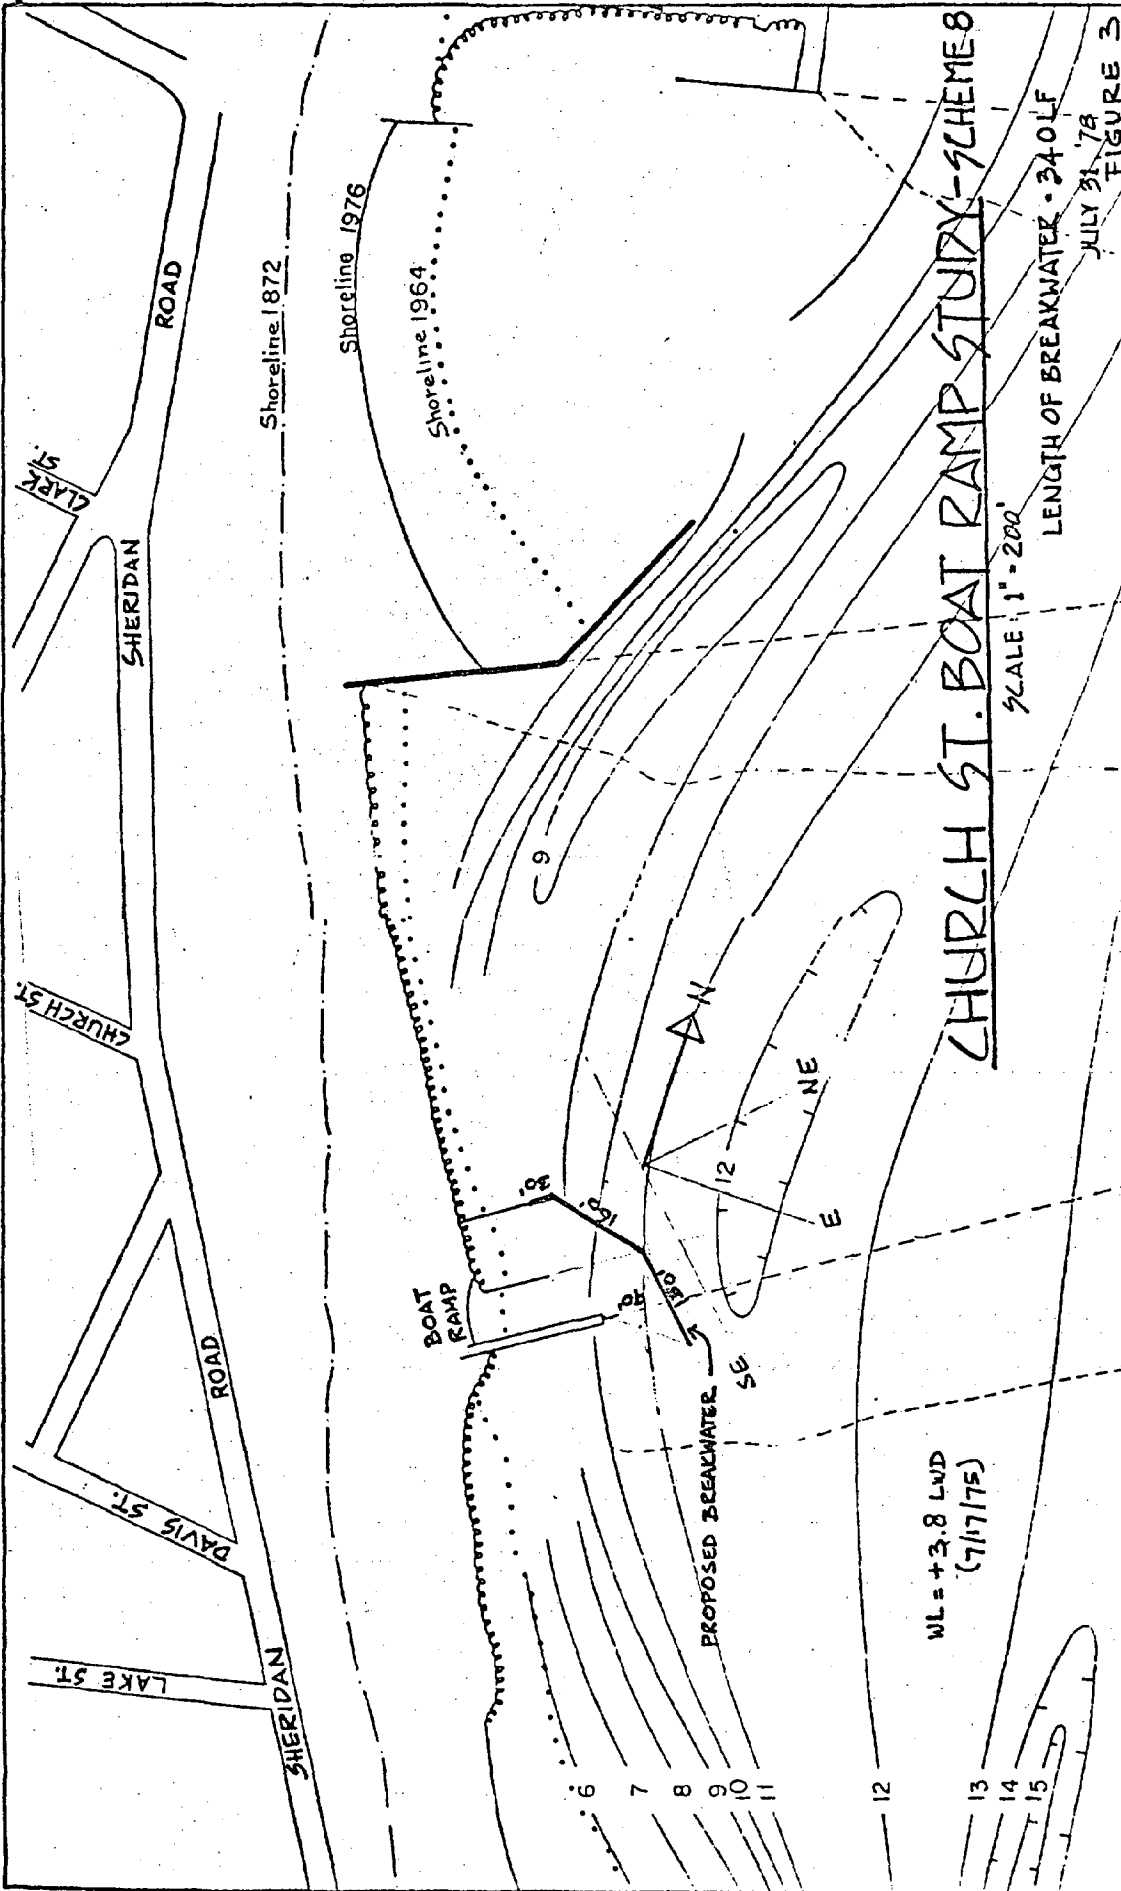 CLARK ST.
CHURCH ST.
DAVIS ST.
LAKE ST.
SHERIDAN
ROAD
SHERIDAN
ROAD
Shoreline 1872
Shoreline 1976
Shoreline 1964
BOAT
RAMP
30'
160'
90'
150'
PROPOSED BREAKWATER
N
NE
E
SE
9
12
6
7
8
9
10
11
12
13
14
15
WL = +3.8 LWD
(7/17/75)
CHURCH ST. BOAT RAMP STUDY-SCHEME 8
SCALE: 1" = 200'
LENGTH OF BREAKWATER - 340LF
JULY 31, '78
FIGURE 3